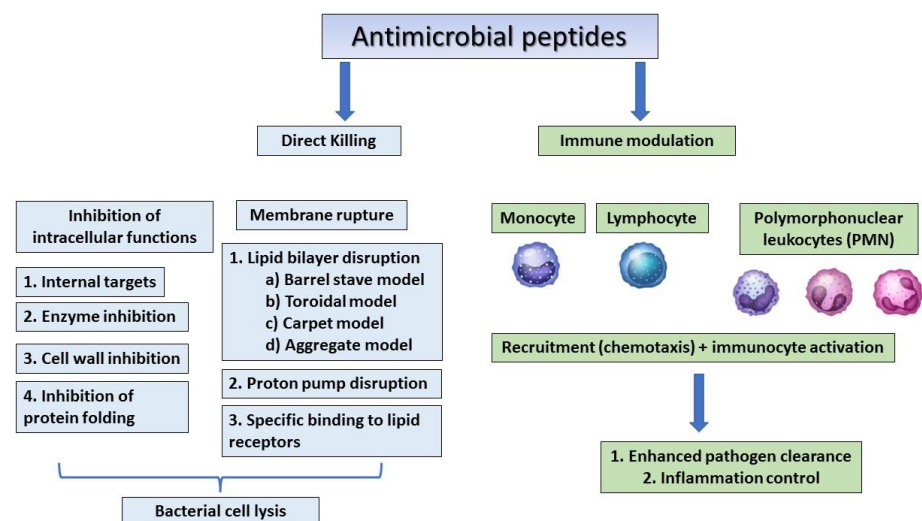 Antimicrobial peptides
Direct Killing
Immune modulation
Inhibition of
intracellular functions
1. Internal targets
2. Enzyme inhibition
3. Cell wall inhibition
4. Inhibition of
protein folding
Membrane rupture
1. Lipid bilayer disruption
a) Barrel stave model
b) Toroidal model
c) Carpet model
d) Aggregate model
2. Proton pump disruption
3. Specific binding to lipid
receptors
Bacterial cell lysis
Monocyte
Lymphocyte
Polymorphonuclear
leukocytes (PMN)
Recruitment (chemotaxis) + immunocyte activation
1. Enhanced pathogen clearance
2. Inflammation control